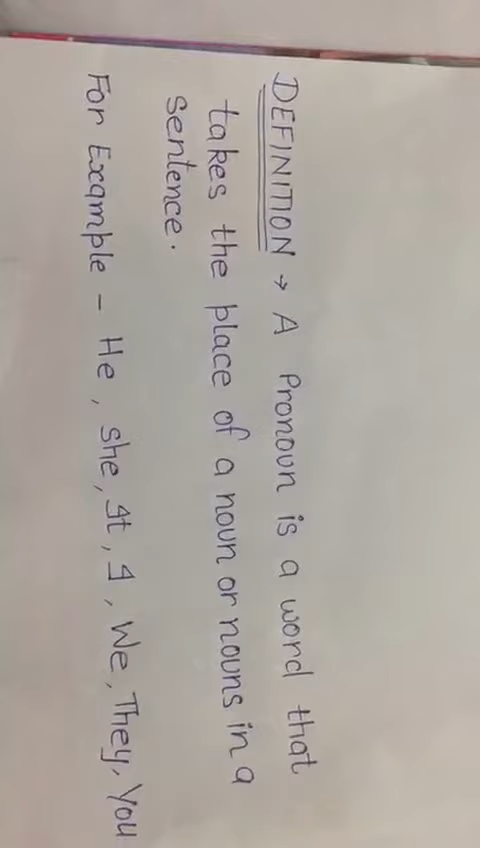 DEFINITION → A Pronoun is a word that
takes the place of a noun or nouns in a
sentence.
For Example - He, she, It, I, We, They, You